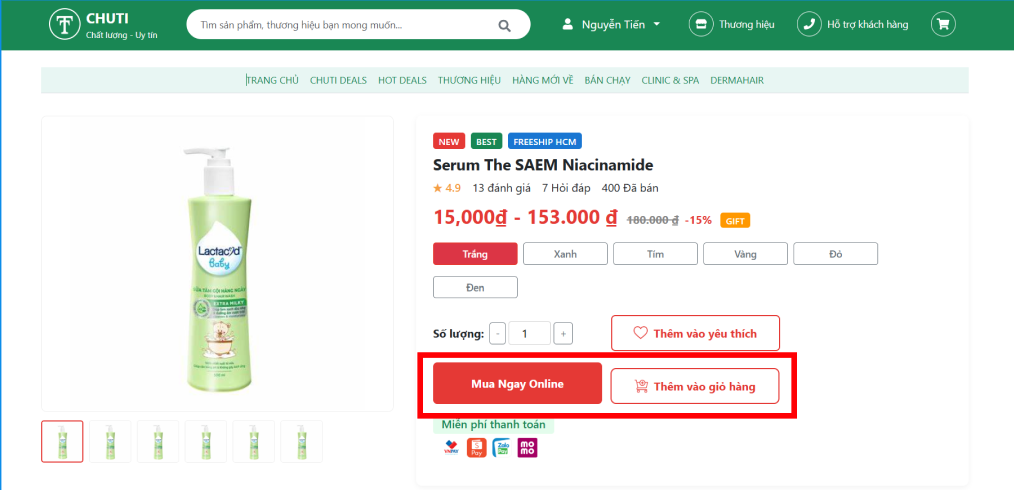 CHUTI
Chất lượng - Uy tín
Tìm sản phẩm, thương hiệu bạn mong muốn...
Nguyễn Tiến
Thương hiệu
Hỗ trợ khách hàng
TRANG CHỦ CHUTI DEALS HOT DEALS THƯƠNG HIỆU HÀNG MỚI VỀ BÁN CHẠY CLINIC & SPA DERMAHAIR
Lactacyd
Baby
EXTRA MILKY
NEW BEST FREESHIP HCM
Serum The SAEM Niacinamide
4.9 13 đánh giá 7 Hỏi đáp 400 Đã bán
15,000₫ - 153.000 ₫ 180.000 ₫ -15% GIFT
Trắng Xanh Tím Vàng Đỏ
Đen
Số lượng: - 1 + Thêm vào yêu thích
Mua Ngay Online Thêm vào giỏ hàng
Miễn phí thanh toán
VNPAY S Pay Zalo Pay mo mo